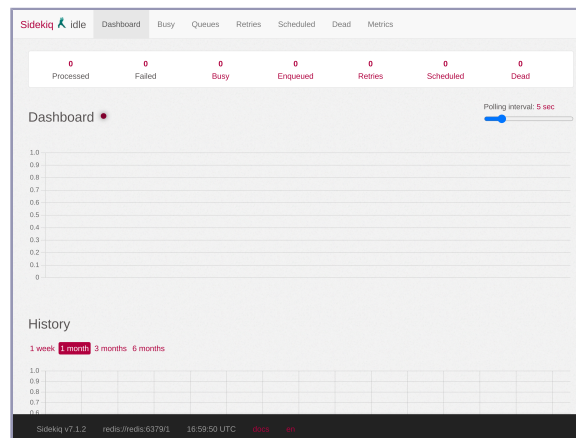 Sidekiq idle Dashboard Busy Queues Retries Scheduled Dead Metrics
0 0 0 0 0 0 0
Processed Failed Busy Enqueued Retries Scheduled Dead
Polling interval: 5 sec
Dashboard
1.0
0.9
0.8
0.7
0.6
0.5
0.4
0.3
0.2
0.1
0
History
1 week 1 month 3 months 6 months
1.0
0.9
0.8
0.7
0.6
Sidekiq v7.1.2 redis://redis:6379/1 16:59:50 UTC docs en